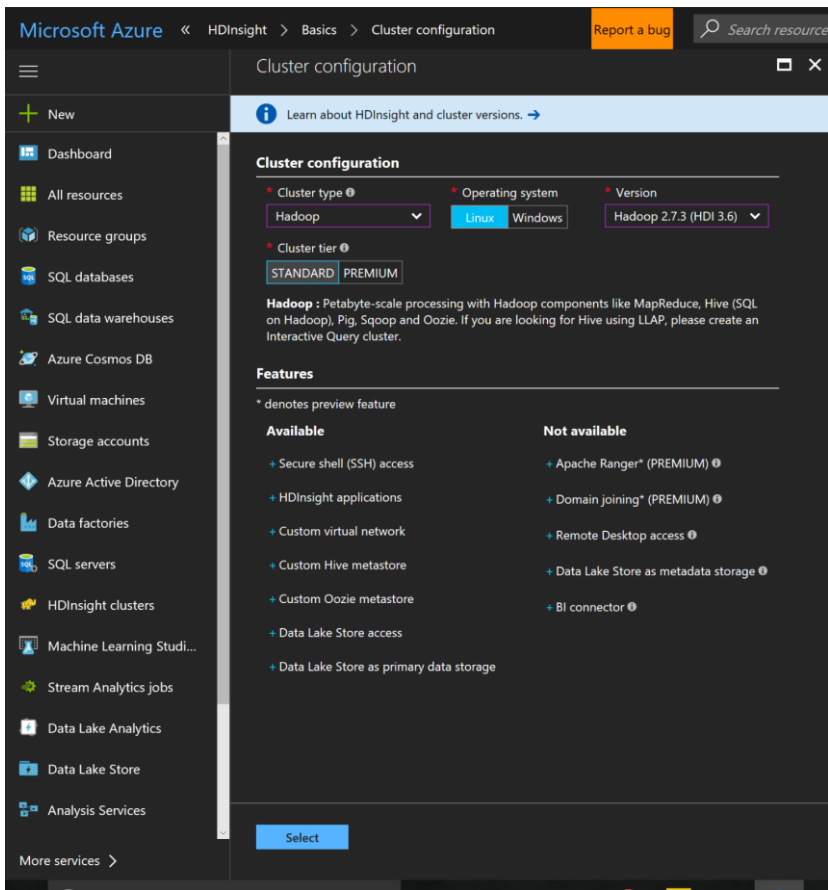 Microsoft Azure « HDInsight > Basics > Cluster configuration Report a bug Search resource
Cluster configuration
New
Learn about HDInsight and cluster versions. →
Dashboard
All resources
Resource groups
SQL databases
SQL data warehouses
Azure Cosmos DB
Virtual machines
Storage accounts
Azure Active Directory
Data factories
SQL servers
HDInsight clusters
Machine Learning Studi...
Stream Analytics jobs
Data Lake Analytics
Data Lake Store
Analysis Services
More services >
Cluster configuration
* Cluster type * Operating system * Version
Hadoop Linux Windows Hadoop 2.7.3 (HDI 3.6)
* Cluster tier
STANDARD PREMIUM
Hadoop : Petabyte-scale processing with Hadoop components like MapReduce, Hive (SQL
on Hadoop), Pig, Sqoop and Oozie. If you are looking for Hive using LLAP, please create an
Interactive Query cluster.
Features
* denotes preview feature
Available
+ Secure shell (SSH) access
+ HDInsight applications
+ Custom virtual network
+ Custom Hive metastore
+ Custom Oozie metastore
+ Data Lake Store access
+ Data Lake Store as primary data storage
Not available
+ Apache Ranger* (PREMIUM)
+ Domain joining* (PREMIUM)
+ Remote Desktop access
+ Data Lake Store as metadata storage
+ BI connector
Select